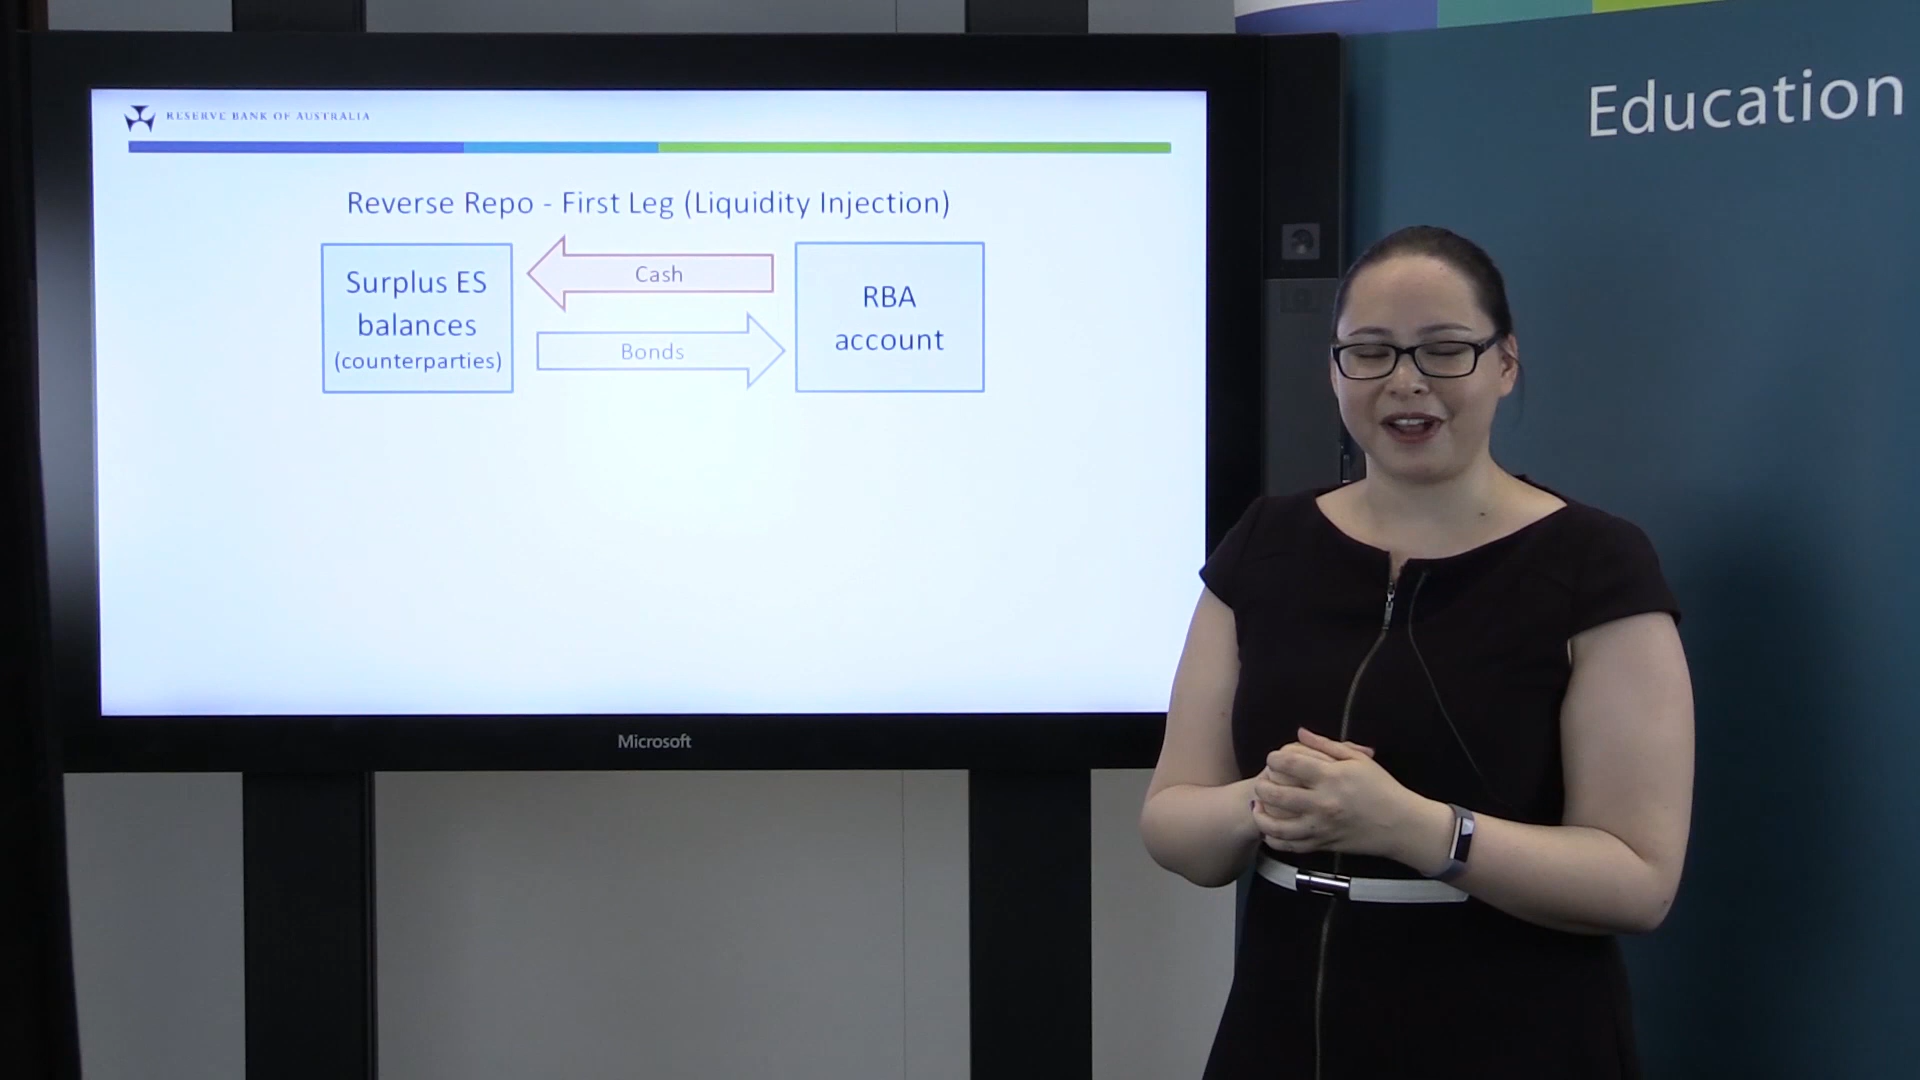 Education
RESERVE BANK OF AUSTRALIA
Reverse Repo - First Leg (Liquidity Injection)
Surplus ES
balances
(counterparties)
Cash
Bonds
RBA
account
Microsoft